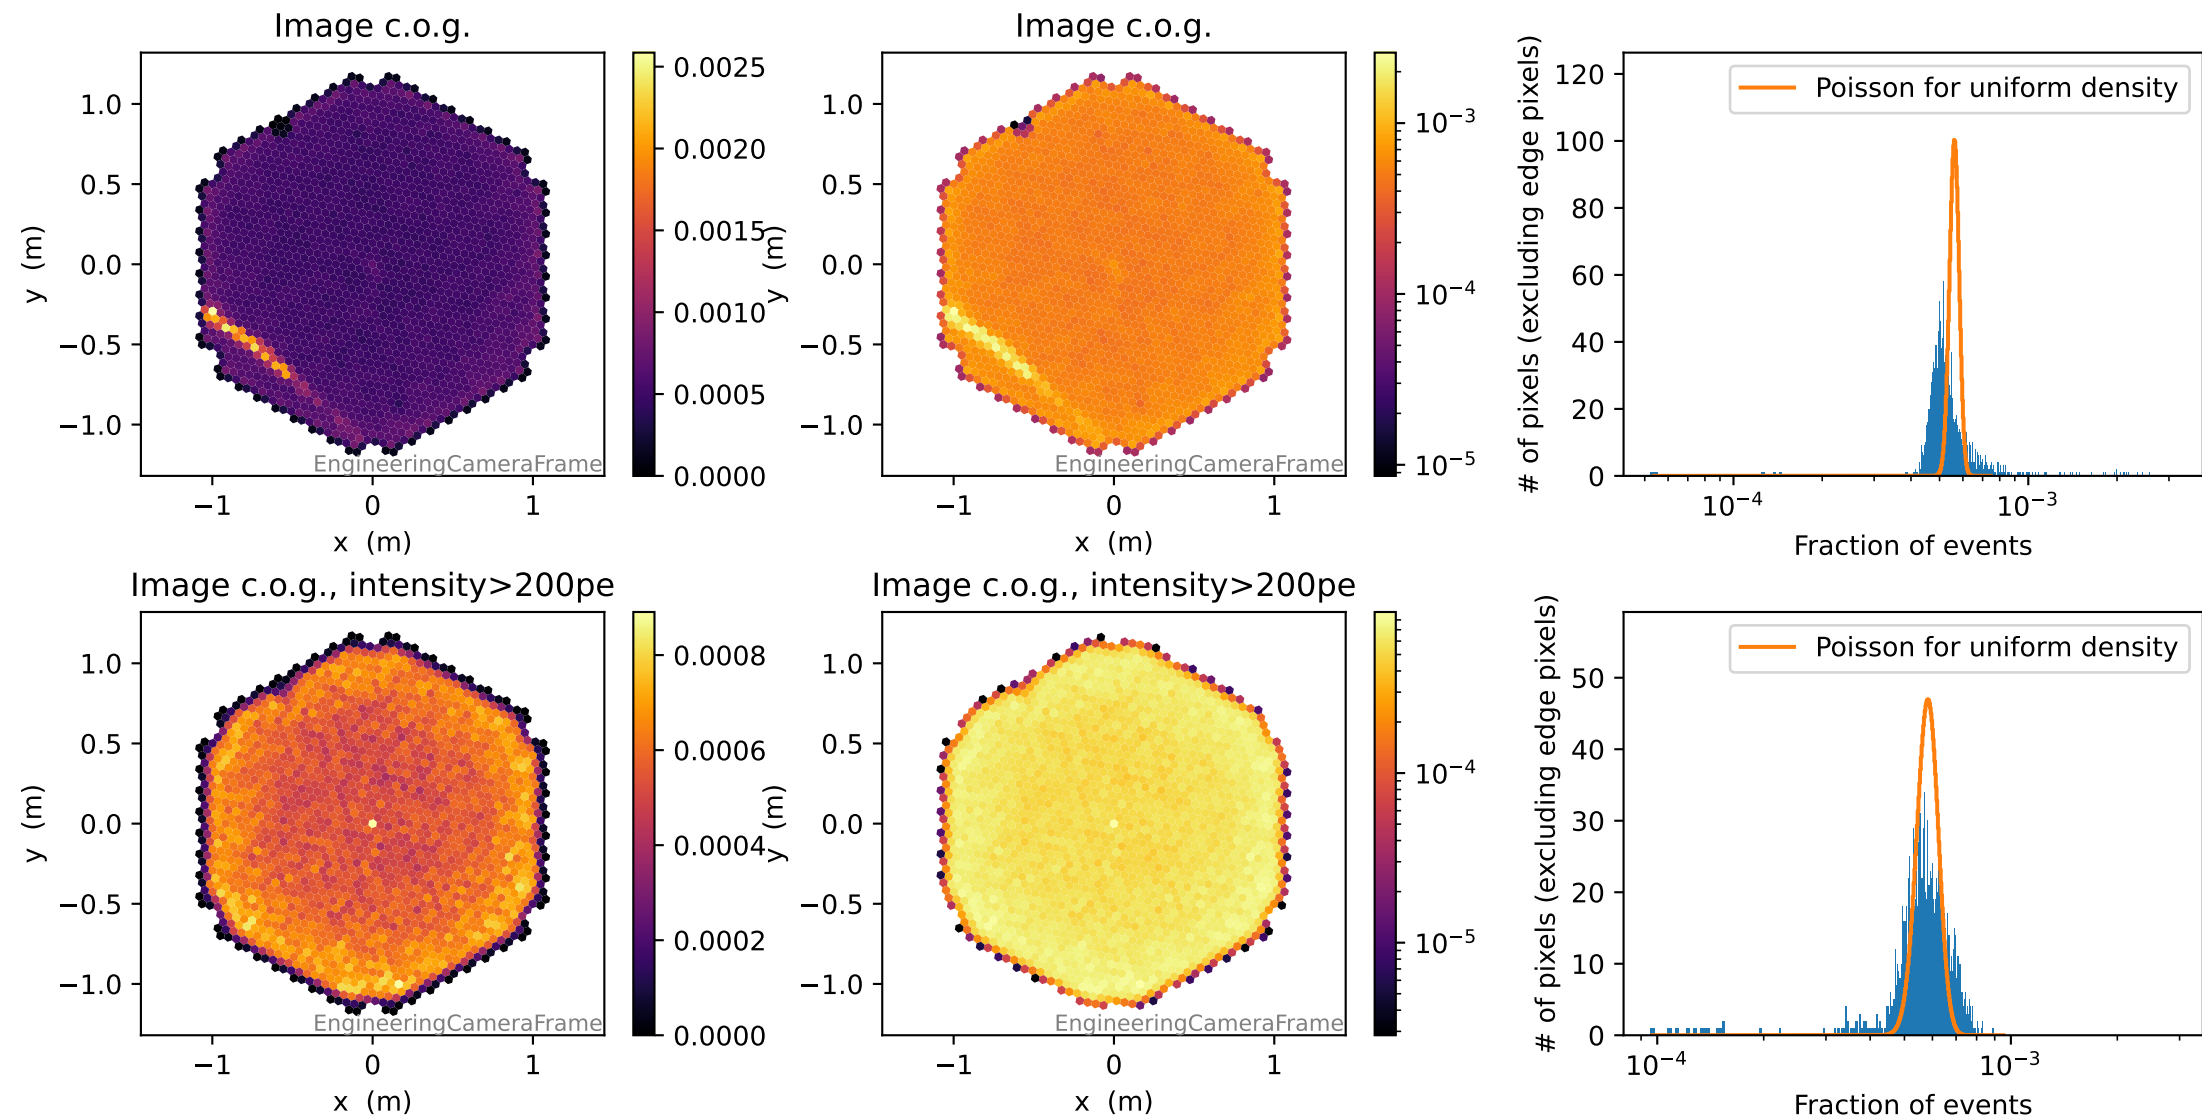 Image c.o.g.
1.0
0.5
0.0
−0.5
−1.0
y (m)
−1 0 1
x (m)
EngineeringCameraFrame
0.0025
0.0020
0.0015
0.0010
0.0005
0.0000
Image c.o.g.
1.0
0.5
0.0
−0.5
−1.0
y (m)
−1 0 1
x (m)
EngineeringCameraFrame
10⁻³
10⁻⁴
10⁻⁵
# of pixels (excluding edge pixels)
120
100
80
60
40
20
0
Poisson for uniform density
10⁻⁴ 10⁻³
Fraction of events
Image c.o.g., intensity>200pe
1.0
0.5
0.0
−0.5
−1.0
y (m)
−1 0 1
x (m)
EngineeringCameraFrame
0.0008
0.0006
0.0004
0.0002
0.0000
Image c.o.g., intensity>200pe
1.0
0.5
0.0
−0.5
−1.0
y (m)
−1 0 1
x (m)
EngineeringCameraFrame
10⁻⁴
10⁻⁵
# of pixels (excluding edge pixels)
50
40
30
20
10
0
Poisson for uniform density
10⁻⁴ 10⁻³
Fraction of events